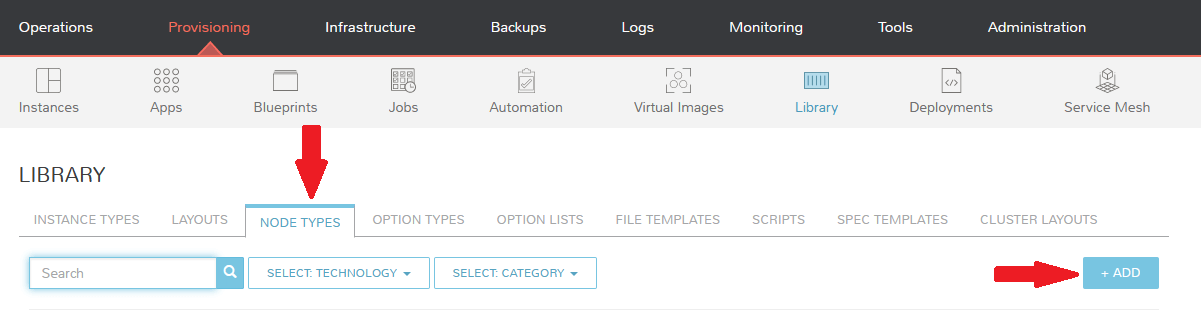 Operations Provisioning Infrastructure Backups Logs Monitoring Tools Administration
Instances Apps Blueprints Jobs Automation Virtual Images Library Deployments Service Mesh
LIBRARY
INSTANCE TYPES LAYOUTS NODE TYPES OPTION TYPES OPTION LISTS FILE TEMPLATES SCRIPTS SPEC TEMPLATES CLUSTER LAYOUTS
Search SELECT: TECHNOLOGY SELECT: CATEGORY + ADD